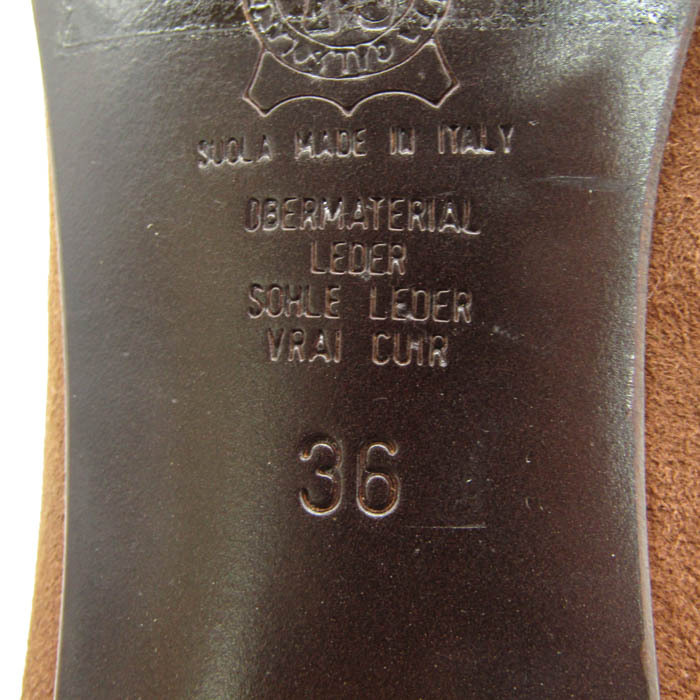 SUOLA MADE IN ITALY
OBERMATERIAL
LEDER
SOHLE LEDER
VRAI CUIR
36